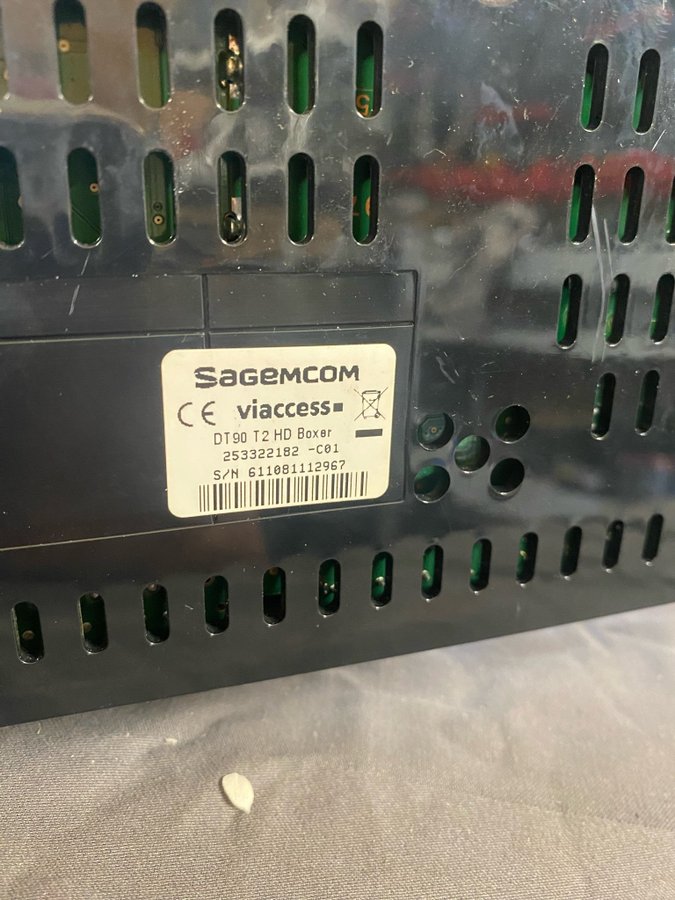 SAGEMCOM
CE viaccess
DT90 T2 HD Boxer
253322182 -C01
S/N 611081112967